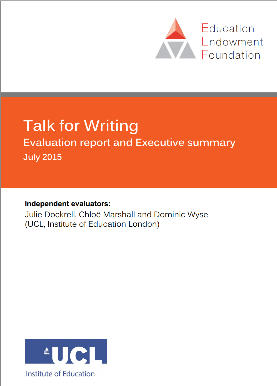 Education
Endowment
Foundation
Talk for Writing
Evaluation report and Executive summary
July 2015
Independent evaluators:
Julie Dockrell, Chloë Marshall and Dominic Wyse
(UCL, Institute of Education London)
UCL
Institute of Education